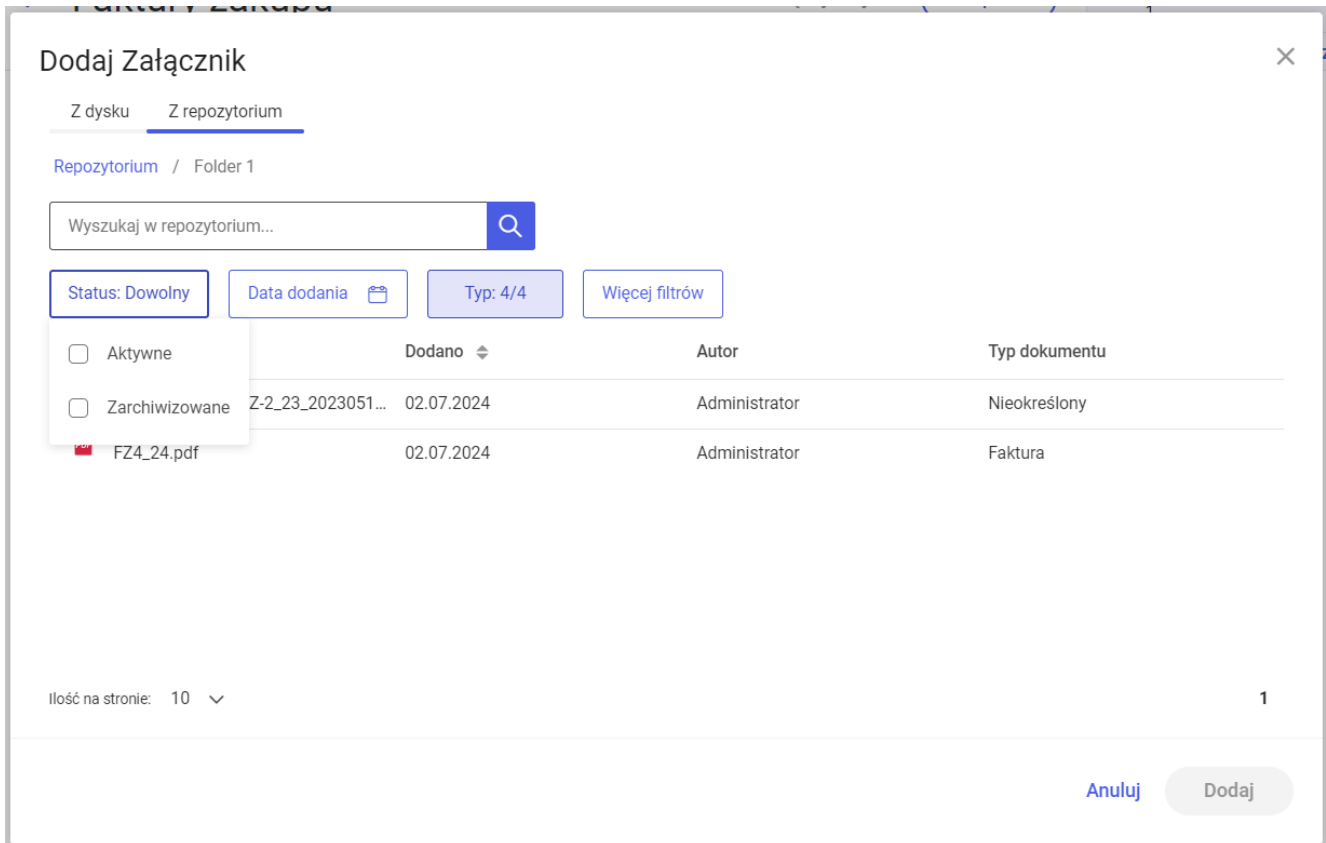 Faktury zakupu
Dodaj Załącznik
Z dysku Z repozytorium
Repozytorium / Folder 1
Wyszukaj w repozytorium...
Status: Dowolny Data dodania Typ: 4/4 Więcej filtrów
Dodano Autor Typ dokumentu
Aktywne
Z-2_23_2023051... 02.07.2024 Administrator Nieokreślony
Zarchiwizowane
FZ4_24.pdf 02.07.2024 Administrator Faktura
Ilość na stronie: 10 1
Anuluj Dodaj